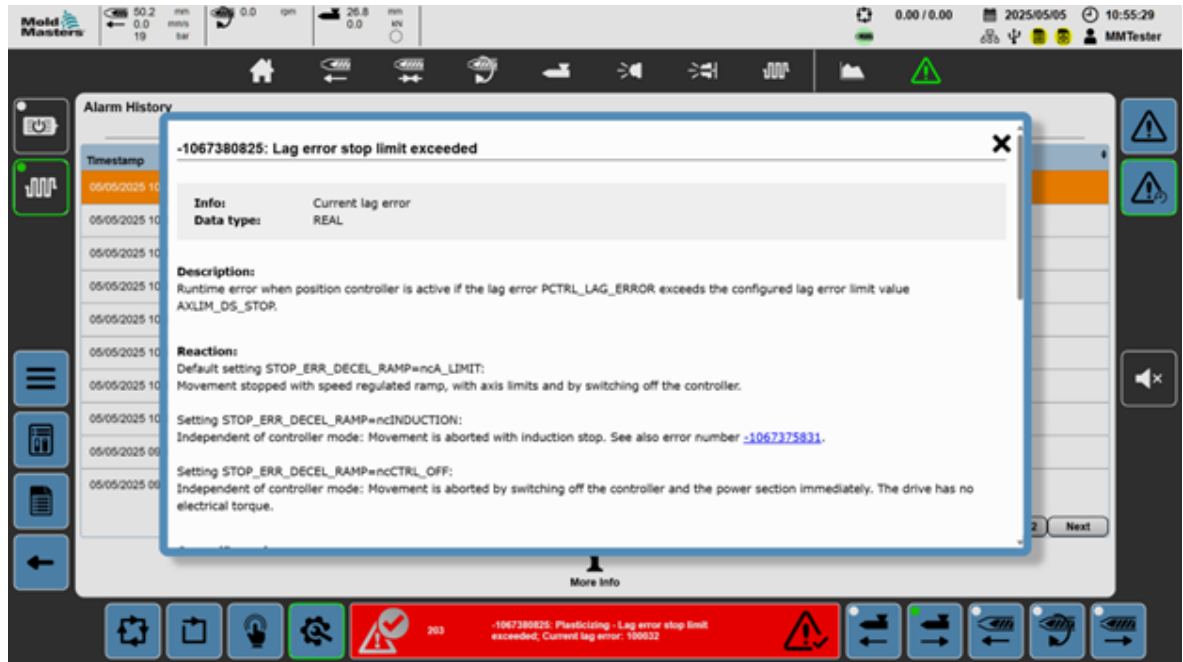 Mold
Masters
50.2 mm
0.0 mm/s
19 bar
0.0 rpm
26.8 mm
0.0 kN
0.00 / 0.00
2025/05/05
10:55:29
MMTester
Alarm History
Timestamp
05/05/2025 10
05/05/2025 10
05/05/2025 10
05/05/2025 10
05/05/2025 10
05/05/2025 10
05/05/2025 10
05/05/2025 10
05/05/2025 09
05/05/2025 09
-1067380825: Lag error stop limit exceeded
Info: Current lag error
Data type: REAL
Description:
Runtime error when position controller is active if the lag error PCTRL_LAG_ERROR exceeds the configured lag error limit value
AXLIM_DS_STOP.
Reaction:
Default setting STOP_ERR_DECEL_RAMP=ncA_LIMIT:
Movement stopped with speed regulated ramp, with axis limits and by switching off the controller.
Setting STOP_ERR_DECEL_RAMP=ncINDUCTION:
Independent of controller mode: Movement is aborted with induction stop. See also error number -1067375831.
Setting STOP_ERR_DECEL_RAMP=ncCTRL_OFF:
Independent of controller mode: Movement is aborted by switching off the controller and the power section immediately. The drive has no
electrical torque.
2 Next
More Info
203
-1067380825: Plasticizing - Lag error stop limit
exceeded; Current lag error: 100032